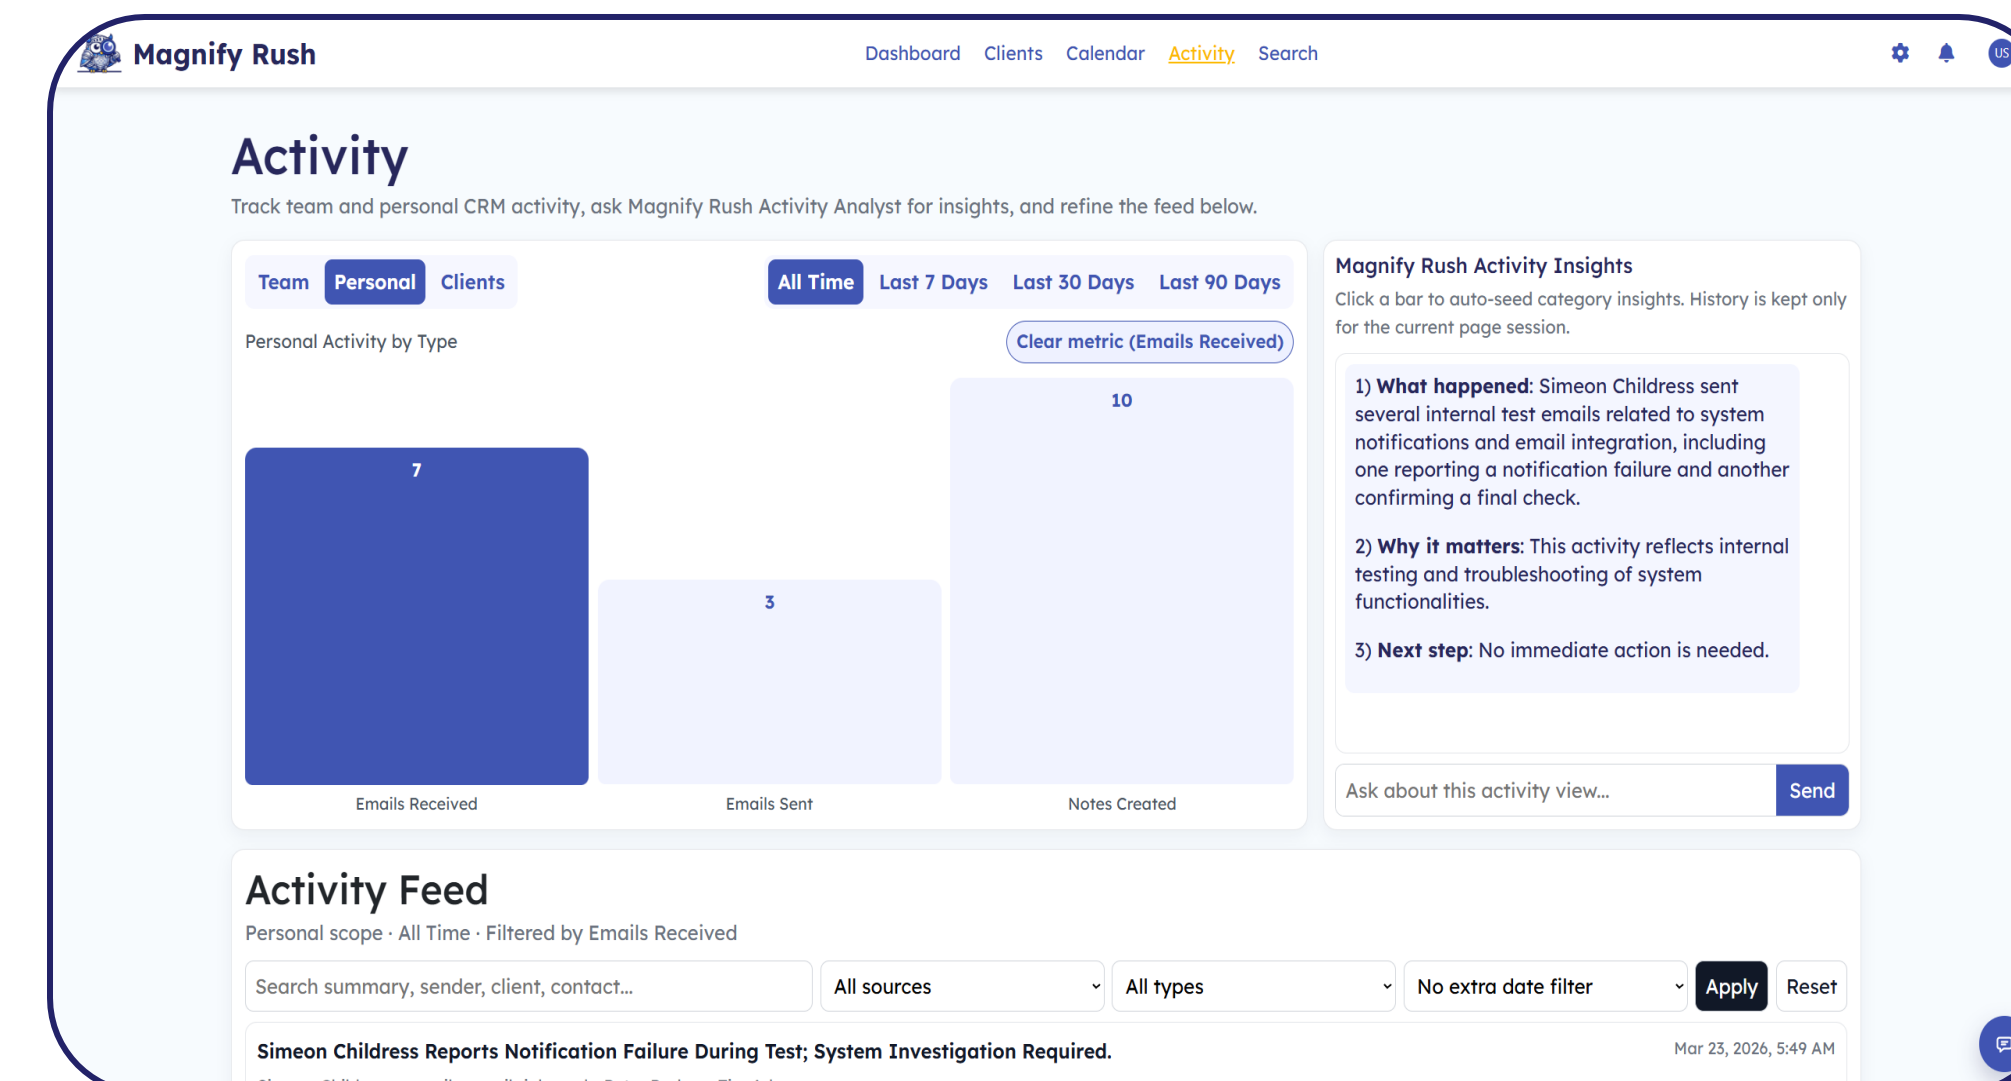 Magnify Rush
Dashboard Clients Calendar Activity Search
US
Activity
Track team and personal CRM activity, ask Magnify Rush Activity Analyst for insights, and refine the feed below.
Team Personal Clients
All Time Last 7 Days Last 30 Days Last 90 Days
Personal Activity by Type
Clear metric (Emails Received)
7
3
10
Emails Received
Emails Sent
Notes Created
Magnify Rush Activity Insights
Click a bar to auto-seed category insights. History is kept only
for the current page session.
1) What happened: Simeon Childress sent
several internal test emails related to system
notifications and email integration, including
one reporting a notification failure and another
confirming a final check.
2) Why it matters: This activity reflects internal
testing and troubleshooting of system
functionalities.
3) Next step: No immediate action is needed.
Ask about this activity view...
Send
Activity Feed
Personal scope · All Time · Filtered by Emails Received
Search summary, sender, client, contact...
All sources
All types
No extra date filter
Apply
Reset
Simeon Childress Reports Notification Failure During Test; System Investigation Required.
Mar 23, 2026, 5:49 AM